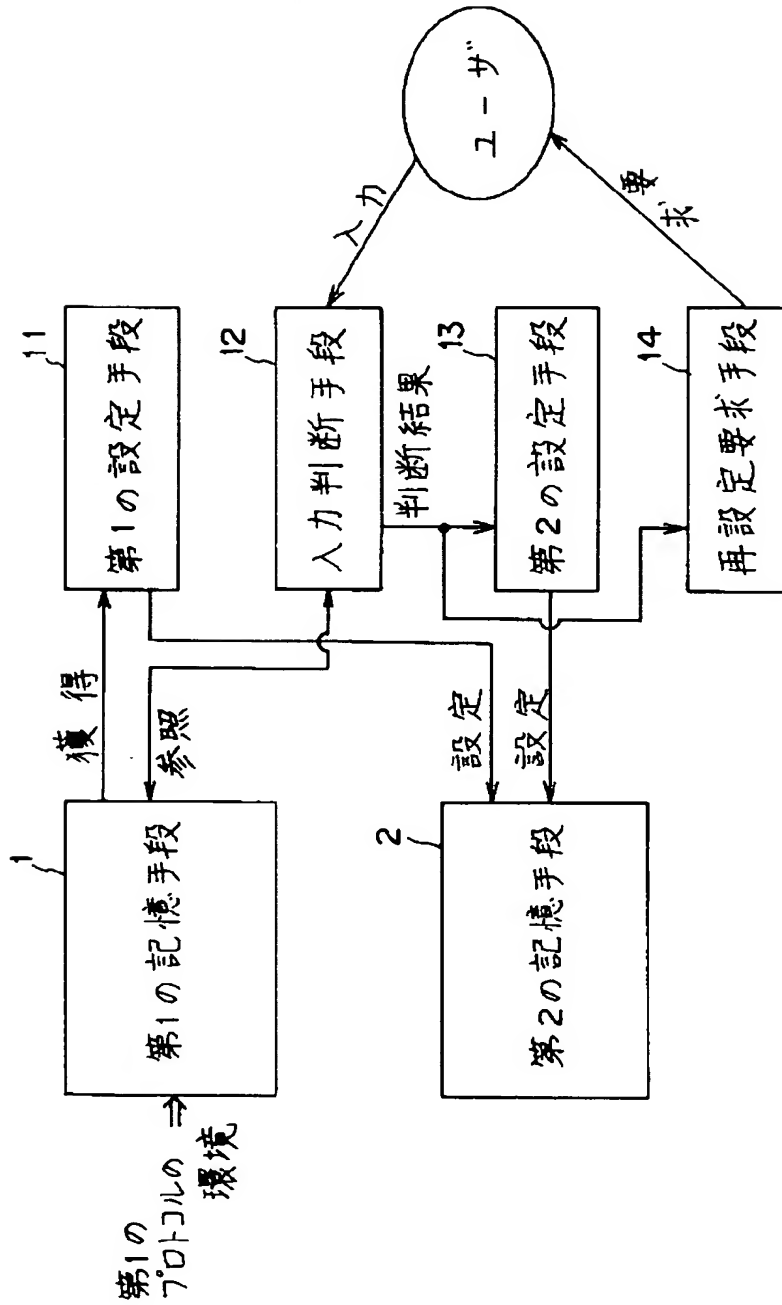 第1の
プロトコルの
環境
1
第1の記憶手段
獲得
参照
11
第1の設定手段
12
入力判断手段
入力
ユーザ
判断結果
13
第2の設定手段
設定
設定
2
第2の記憶手段
14
再設定要求手段
要求